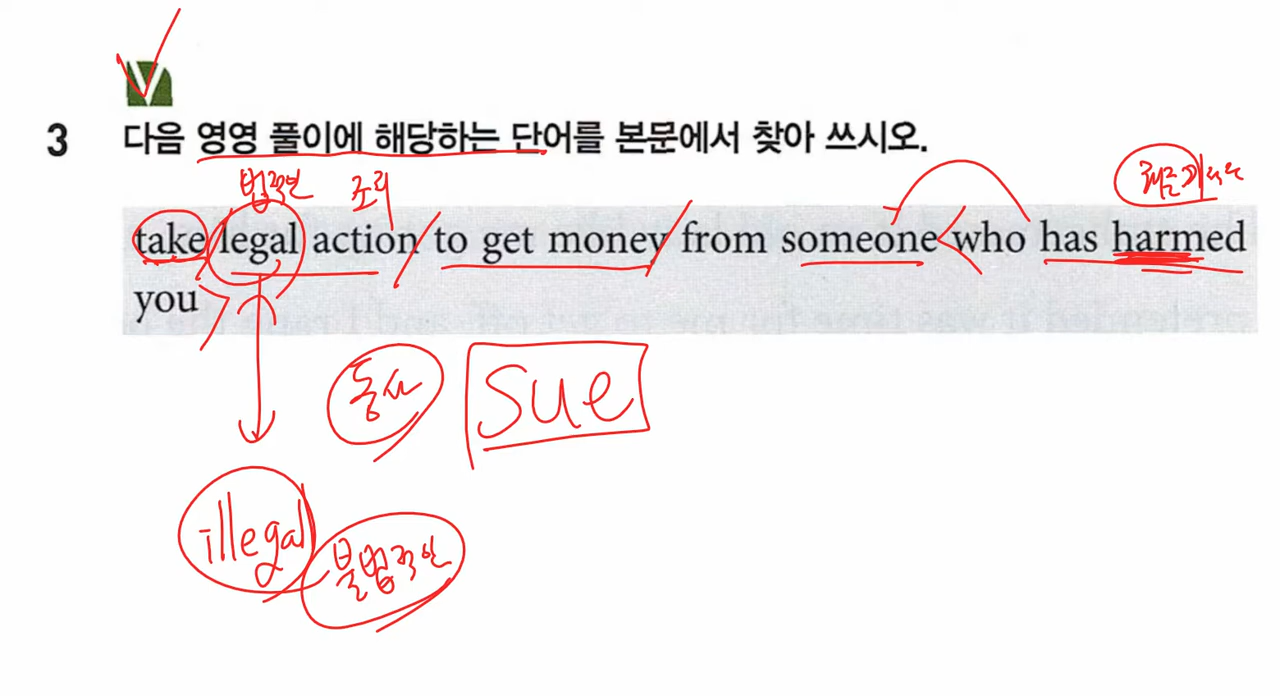 V
3 다음 영영 풀이에 해당하는 단어를 본문에서 찾아 쓰시오.
법적인 조치
take legal action to get money from someone who has harmed
you
동사 sue
illegal
불법적인